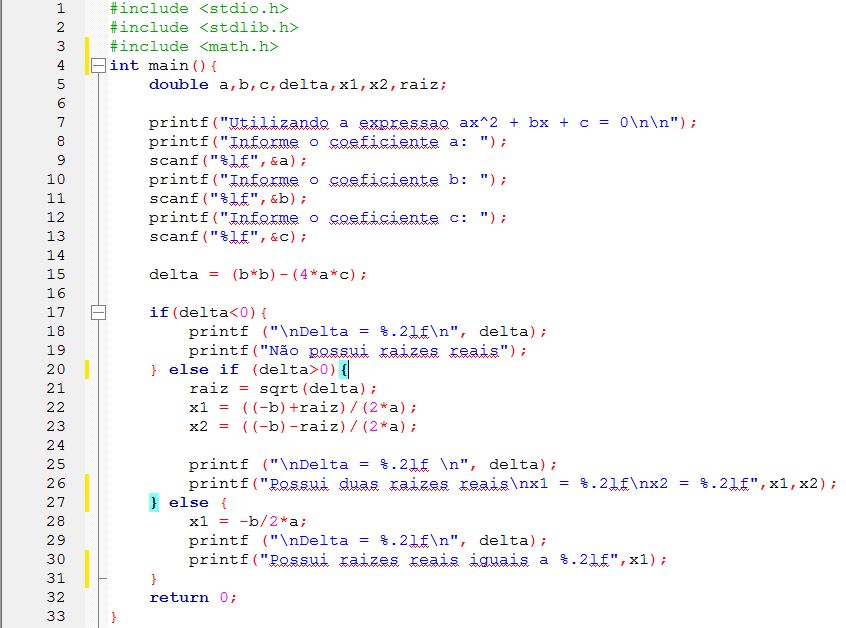 1 #include <stdio.h>
2 #include <stdlib.h>
3 #include <math.h>
4 int main(){
5 double a,b,c,delta,x1,x2,raiz;
6
7 printf("Utilizando a expressao ax^2 + bx + c = 0\n\n");
8 printf("Informe o coeficiente a: ");
9 scanf("%lf",&a);
10 printf("Informe o coeficiente b: ");
11 scanf("%lf",&b);
12 printf("Informe o coeficiente c: ");
13 scanf("%lf",&c);
14
15 delta = (b*b)-(4*a*c);
16
17 if(delta<0){
18 printf ("\nDelta = %.2lf\n", delta);
19 printf("Não possui raizes reais");
20 } else if (delta>0){
21 raiz = sqrt(delta);
22 x1 = ((-b)+raiz)/(2*a);
23 x2 = ((-b)-raiz)/(2*a);
24
25 printf ("\nDelta = %.2lf \n", delta);
26 printf("Possui duas raizes reais\nx1 = %.2lf\nx2 = %.2lf",x1,x2);
27 } else {
28 x1 = -b/2*a;
29 printf ("\nDelta = %.2lf\n", delta);
30 printf("Possui raizes reais iguais a %.2lf",x1);
31 }
32 return 0;
33 }